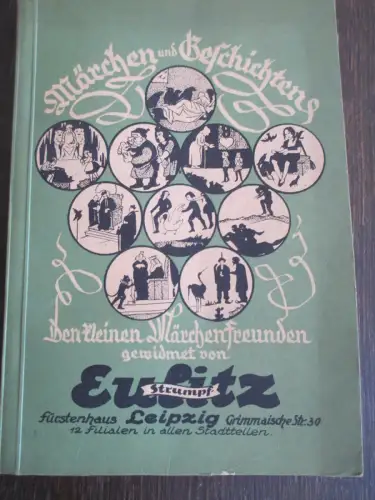 Märchen und Geschichten
Den kleinen Märchenfreunden
gewidmet von
Eulitz
Strumpf
Fürstenhaus Leipzig Grimmaische Str. 30
12 Filialen in allen Stadtteilen.